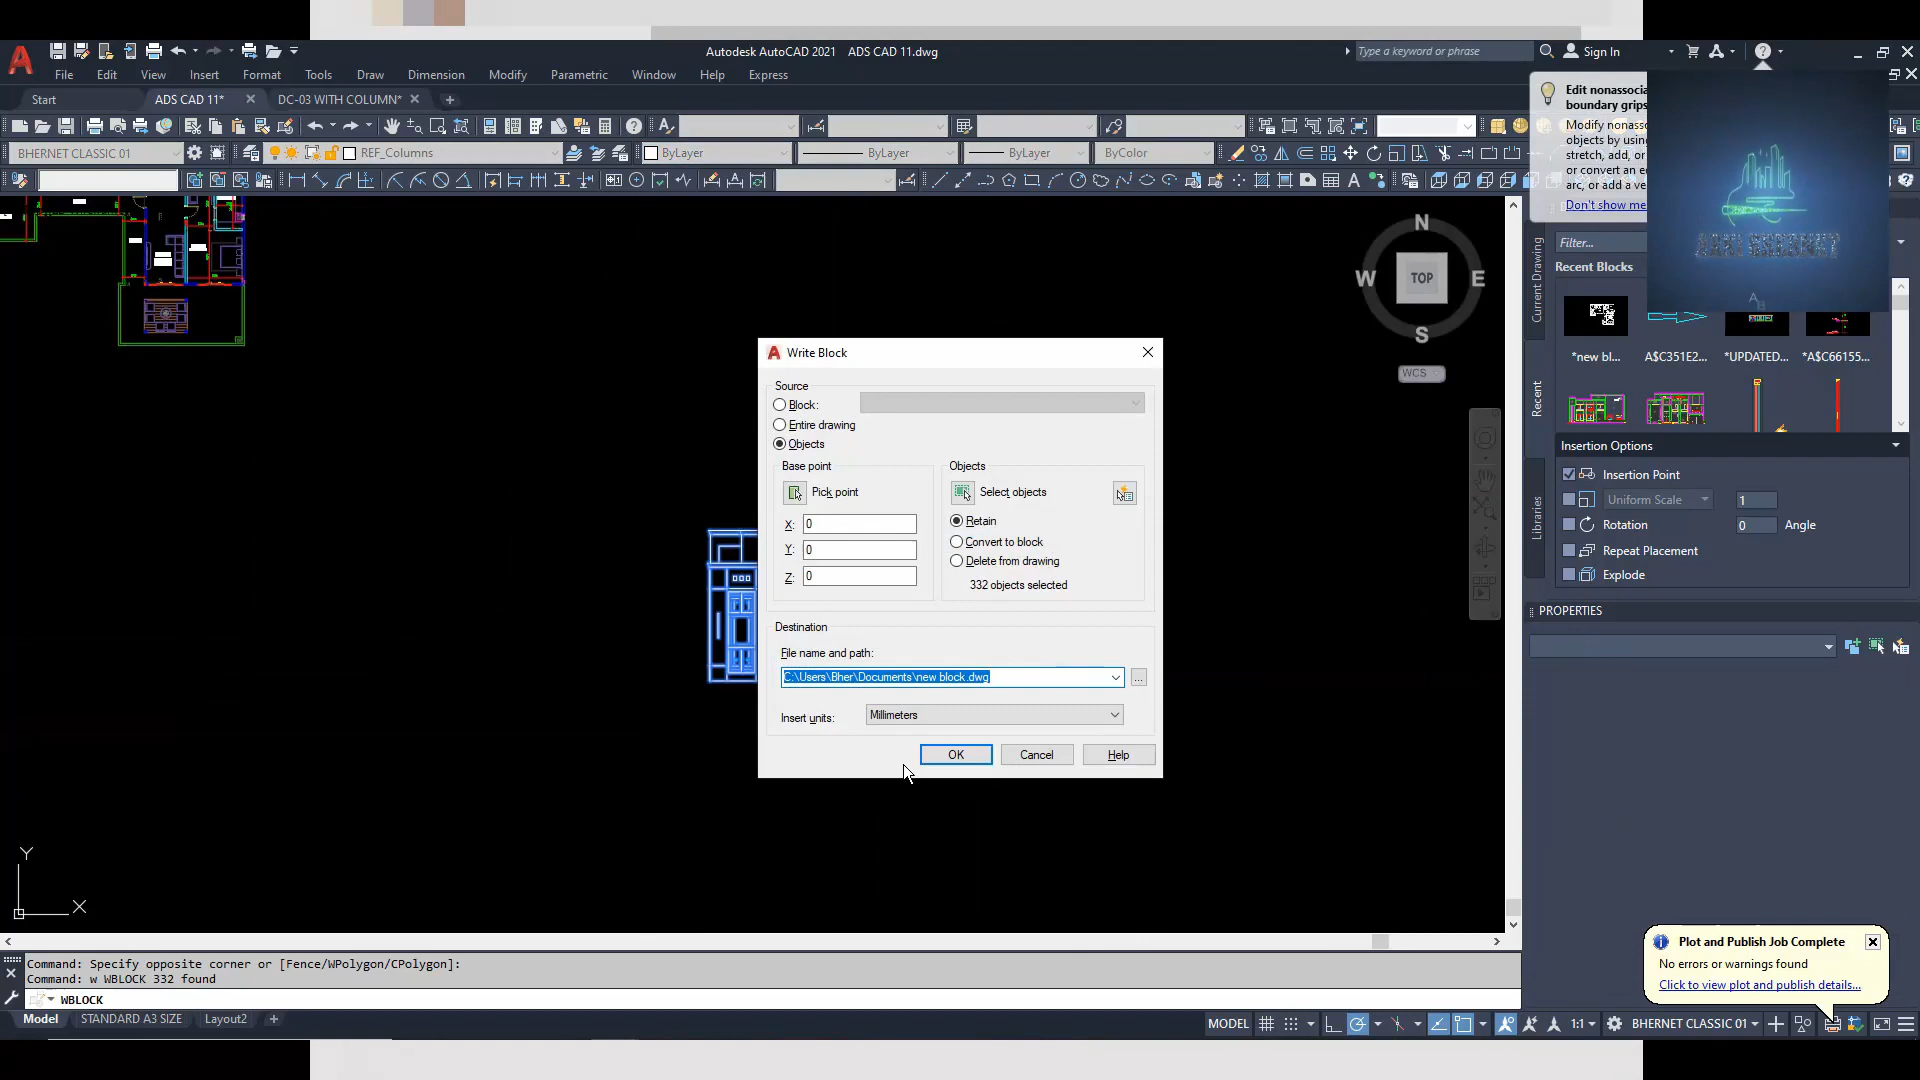 Autodesk AutoCAD 2021 ADS CAD 11.dwg
Type a keyword or phrase
Sign In
File Edit View Insert Format Tools Draw Dimension Modify Parametric Window Help Express
Start
ADS CAD 11*
DC-03 WITH COLUMN*
BHERNET CLASSIC 01
REF_Columns
ByLayer
ByLayer
ByLayer
ByColor
Edit nonassocia
boundary grips
Modify nonasso
objects by using
stretch, add, or
or convert an e
arc, or add a ve
Don't show me
N
W
TOP
E
S
WCS
Filter...
Recent Blocks
Current Drawing
Recent
Libraries
*new bl...
A$C351E2...
*UPDATED...
*A$C66155...
Insertion Options
Insertion Point
Uniform Scale
1
Rotation
0
Angle
Repeat Placement
Explode
PROPERTIES
Write Block
Source
Block:
Entire drawing
Objects
Base point
Pick point
X: 0
Y: 0
Z: 0
Objects
Select objects
Retain
Convert to block
Delete from drawing
332 objects selected
Destination
File name and path:
C:\Users\Bher\Documents\new block.dwg
...
Insert units:
Millimeters
OK
Cancel
Help
Y
X
Command: Specify opposite corner or [Fence/WPolygon/CPolygon]:
Command: w WBLOCK 332 found
WBLOCK
Model
STANDARD A3 SIZE
Layout2
Plot and Publish Job Complete
No errors or warnings found
Click to view plot and publish details...
MODEL
1:1
BHERNET CLASSIC 01